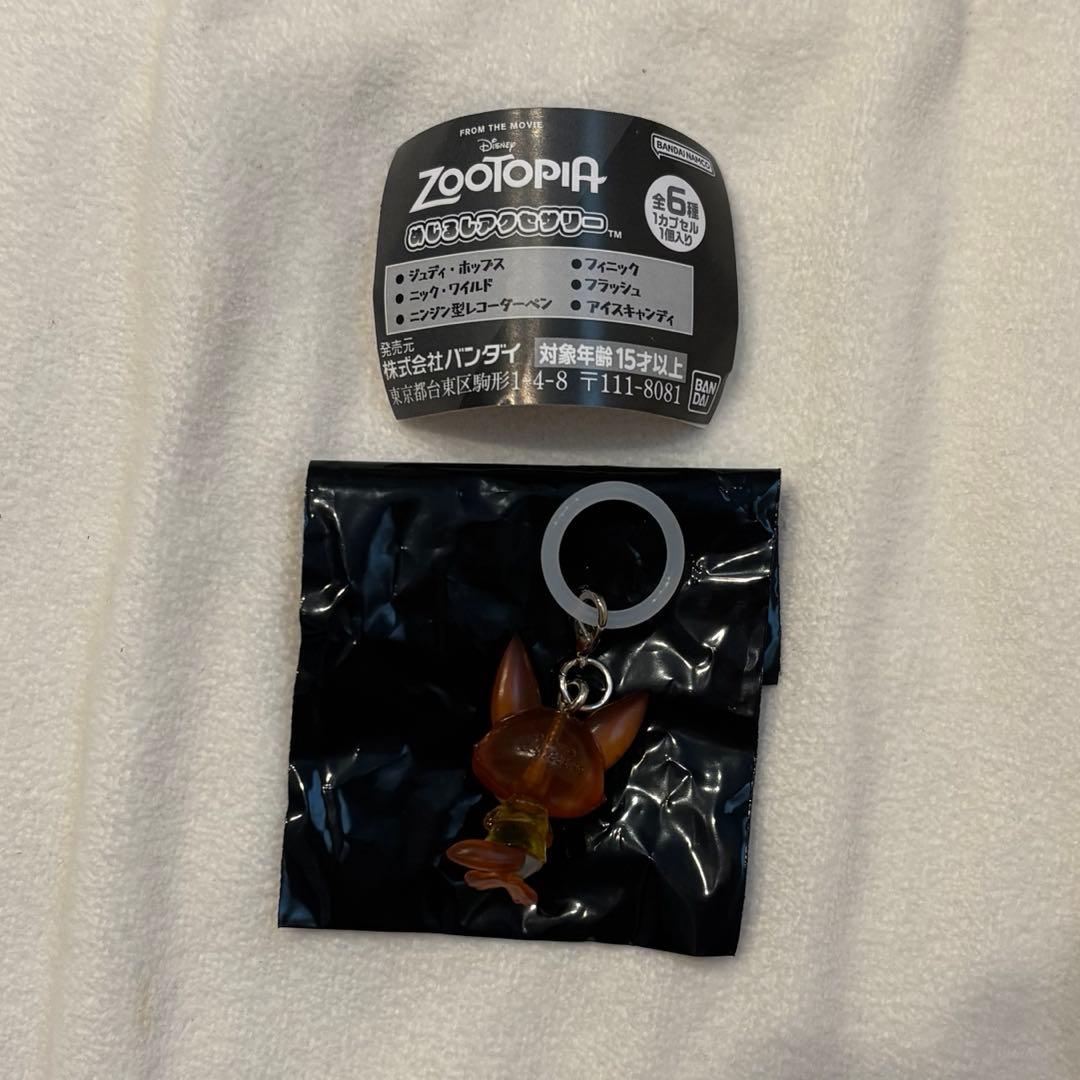 FROM THE MOVIE
Disney
ZOOTOPIA
めじるしアクセサリー™
BANDAI NAMCO
全6種
1カプセル
1個入り
● ジュディ・ホップス
● ニック・ワイルド
● ニンジン型レコーダーペン
● フィニック
● フラッシュ
● アイスキャンディ
発売元
株式会社バンダイ 対象年齢 15才以上
東京都台東区駒形1-4-8 〒111-8081
BAN
DAI